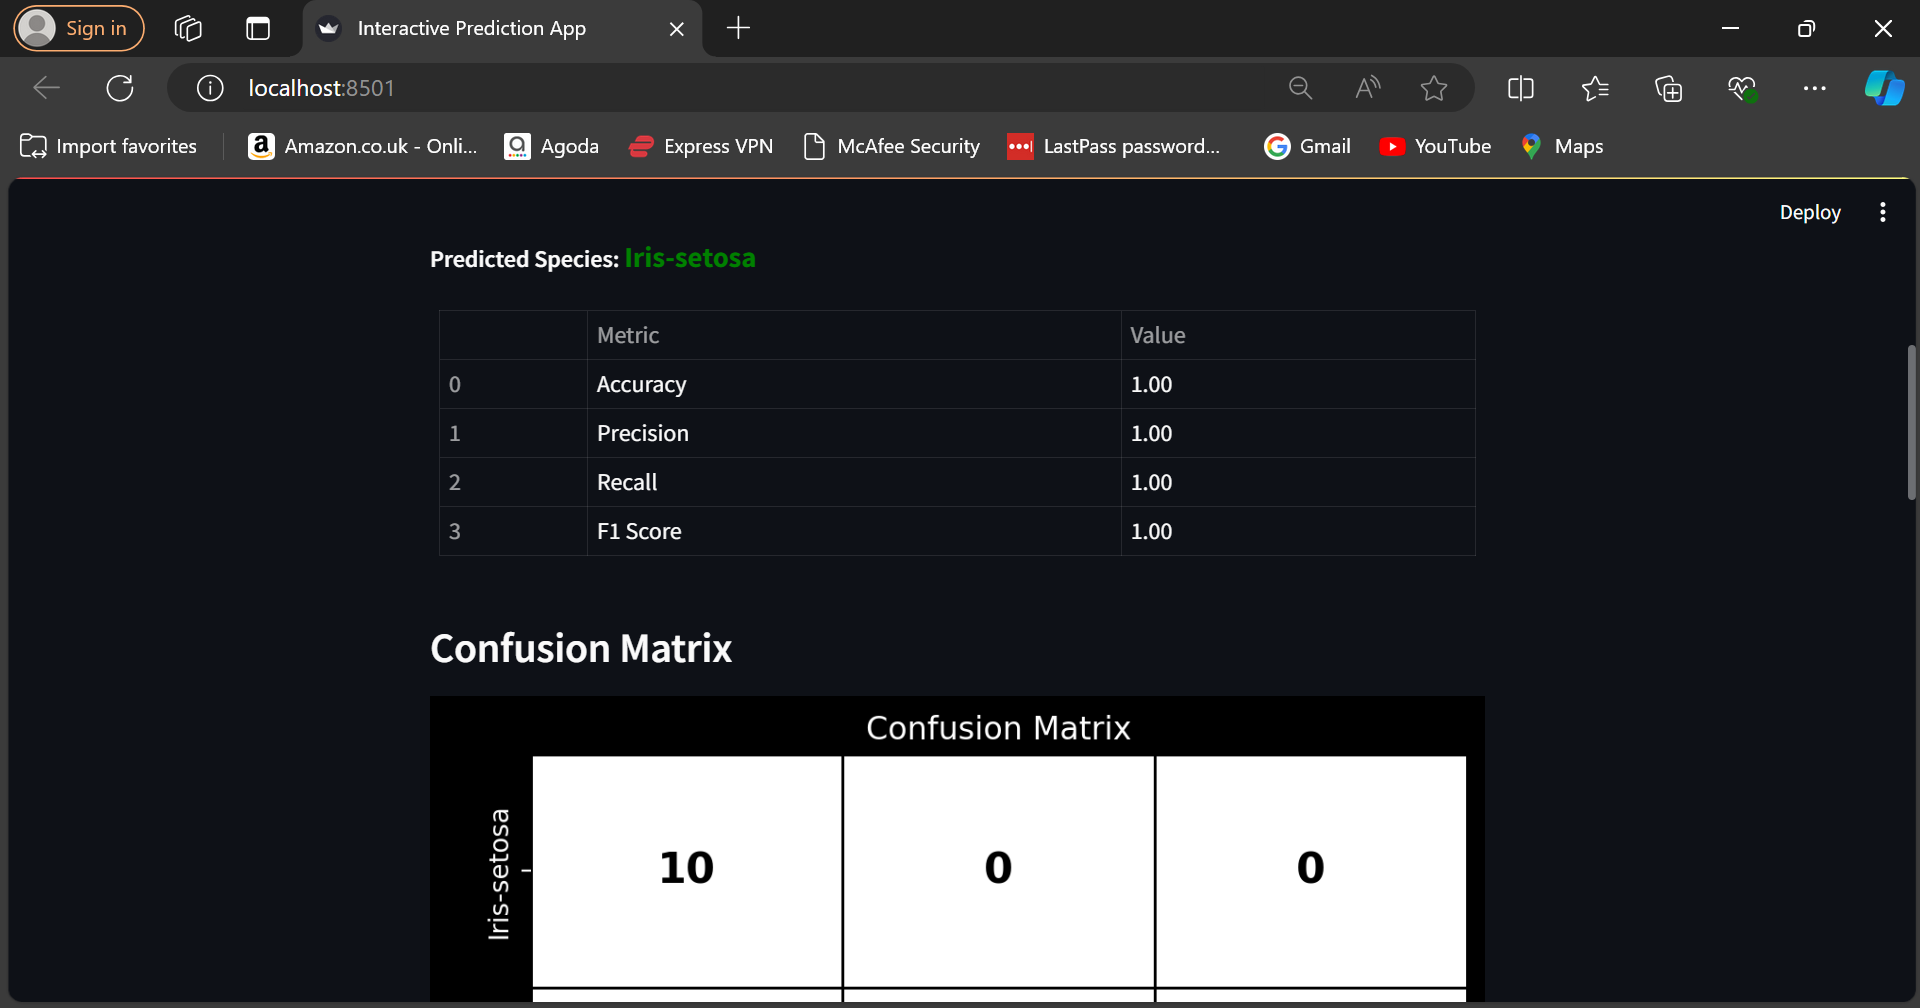 Sign in
Interactive Prediction App
localhost:8501
Import favorites
Amazon.co.uk - Onli...
Agoda
Express VPN
McAfee Security
LastPass password...
Gmail
YouTube
Maps
Deploy
Predicted Species: Iris-setosa
Metric Value
0 Accuracy 1.00
1 Precision 1.00
2 Recall 1.00
3 F1 Score 1.00
Confusion Matrix
Confusion Matrix
Iris-setosa
10 0 0